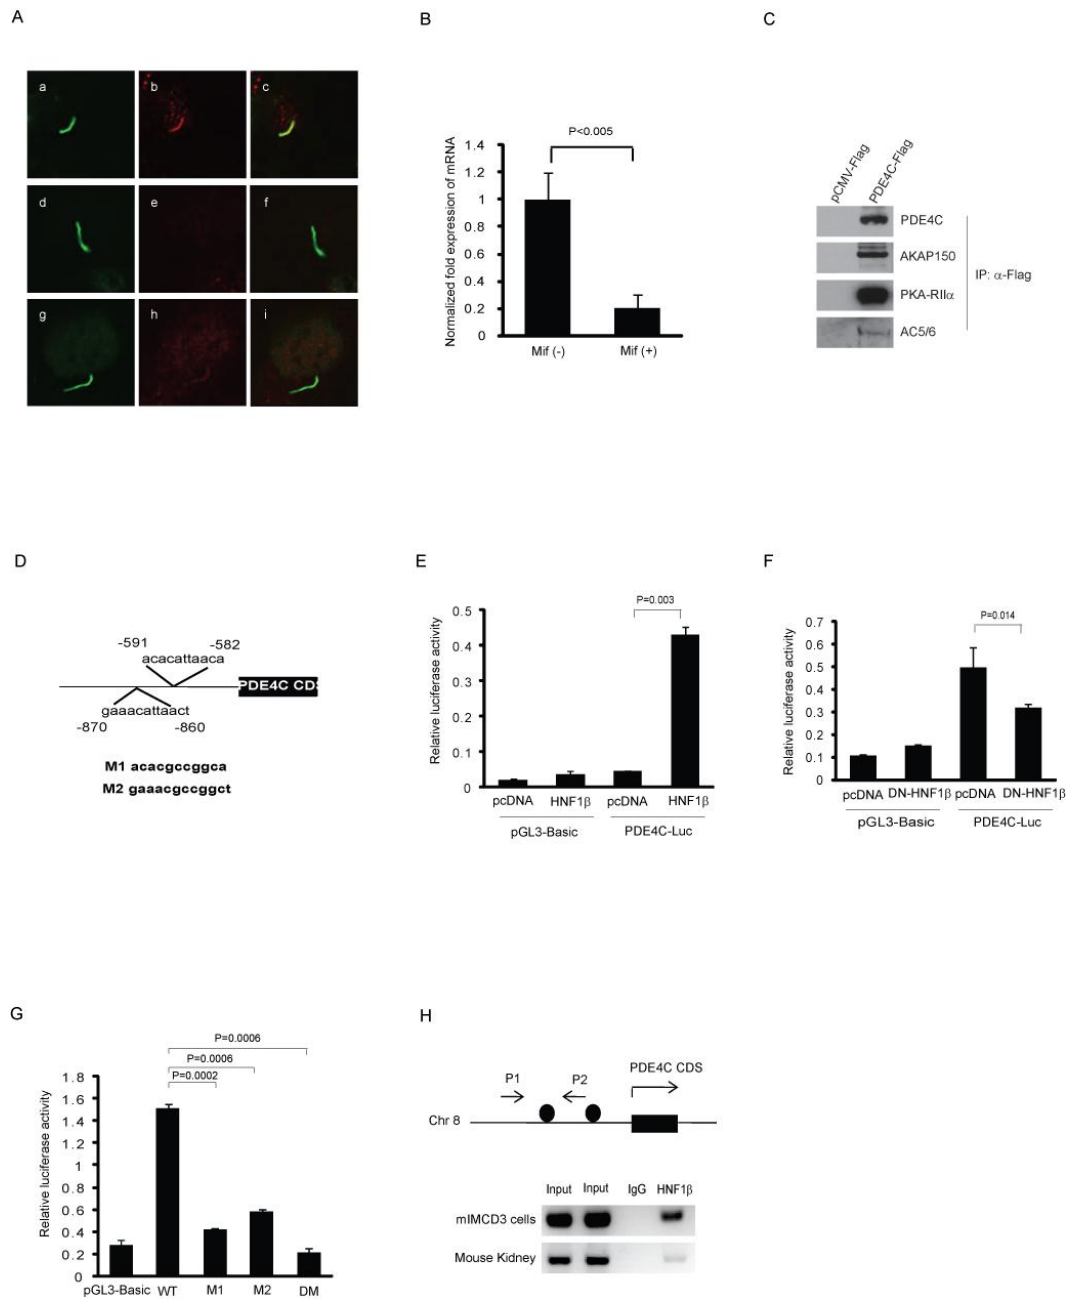 A
B
C
a
b
c
d
e
f
g
h
i
Normalized fold expression of mRNA
P<0.005
1.4
1.2
1
0.8
0.6
0.4
0.2
0
Mif (-)
Mif (+)
pCMV-Flag
PDE4C-Flag
PDE4C
AKAP150
PKA-RIIα
AC5/6
IP: α-Flag
D
E
F
-591
-582
acacattaaca
PDE4C CDS
gaaacattaact
-870
-860
M1 acacgccggca
M2 gaaacgccggct
Relative luciferase activity
P=0.003
0.5
0.4
0.3
0.2
0.1
0
pcDNA
HNF1β
pcDNA
HNF1β
pGL3-Basic
PDE4C-Luc
Relative luciferase activity
P=0.014
0.7
0.6
0.5
0.4
0.3
0.2
0.1
0
pcDNA
DN-HNF1β
pcDNA
DN-HNF1β
pGL3-Basic
PDE4C-Luc
G
H
Relative luciferase activity
P=0.0006
P=0.0006
P=0.0002
1.8
1.6
1.4
1.2
1
0.8
0.6
0.4
0.2
0
pGL3-Basic
WT
M1
M2
DM
PDE4C CDS
P1
P2
Chr 8
Input
Input
IgG
HNF1β
mIMCD3 cells
Mouse Kidney